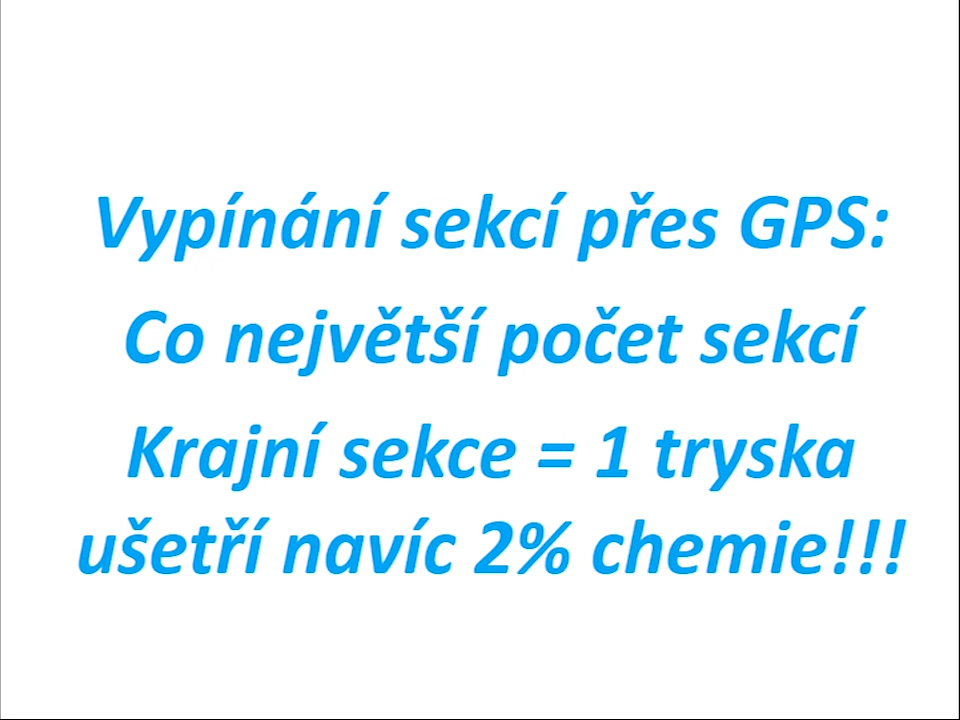 Vypínání sekcí přes GPS:
Co největší počet sekcí
Krajní sekce = 1 tryska
ušetří navíc 2% chemie!!!